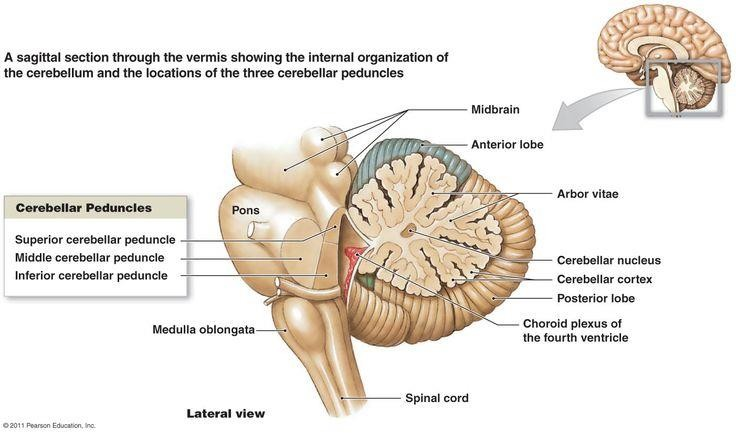 A sagittal section through the vermis showing the internal organization of
the cerebellum and the locations of the three cerebellar peduncles
Midbrain
Anterior lobe
Arbor vitae
Cerebellar Peduncles
Pons
Superior cerebellar peduncle
Middle cerebellar peduncle
Inferior cerebellar peduncle
Cerebellar nucleus
Cerebellar cortex
Posterior lobe
Choroid plexus of
the fourth ventricle
Medulla oblongata
Spinal cord
Lateral view
© 2011 Pearson Education, Inc.